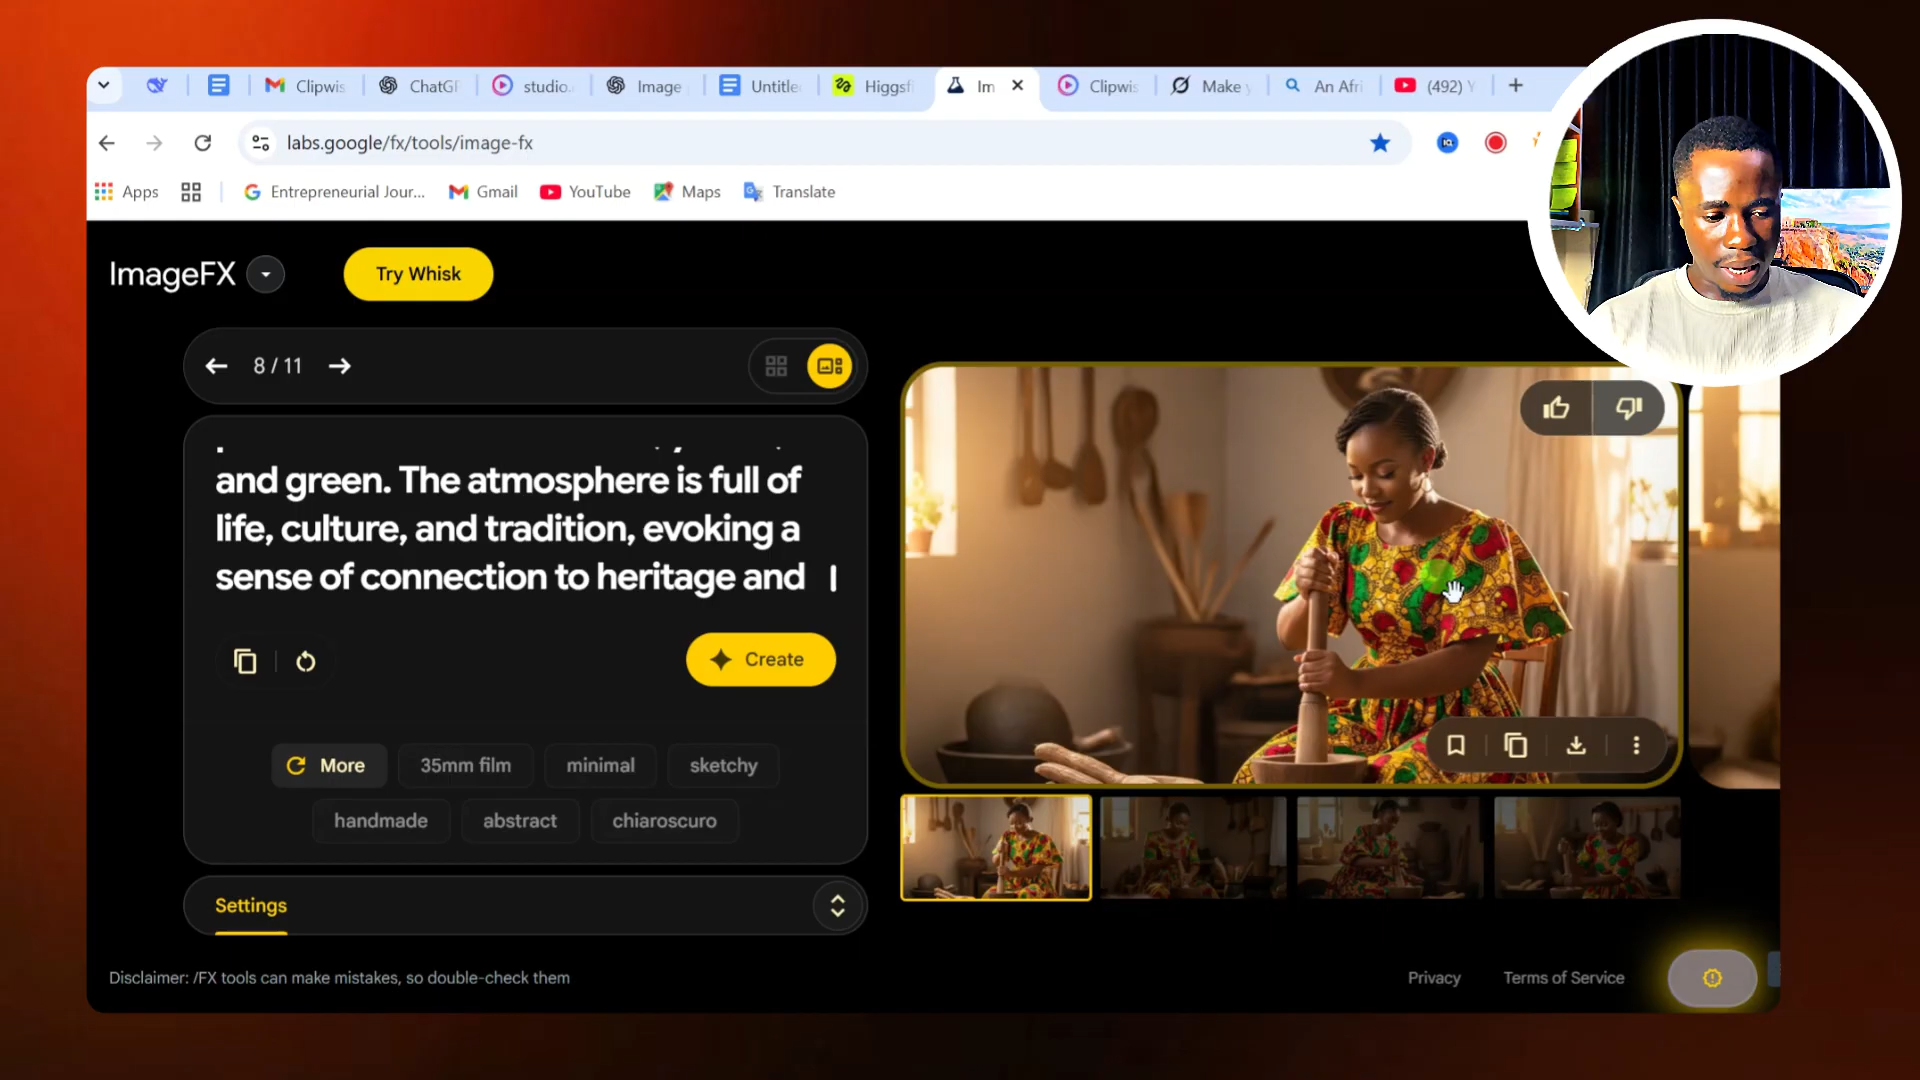 Clipwis
ChatGF
studio.
Image
Untitle
Higgsf
Im
Clipwis
Make y
An Afri
(492) Y
labs.google/fx/tools/image-fx
Apps
Entrepreneurial Jour...
Gmail
YouTube
Maps
Translate
ImageFX
Try Whisk
8 / 11
and green. The atmosphere is full of
life, culture, and tradition, evoking a
sense of connection to heritage and
Create
More
35mm film
minimal
sketchy
handmade
abstract
chiaroscuro
Settings
Disclaimer: /FX tools can make mistakes, so double-check them
Privacy
Terms of Service